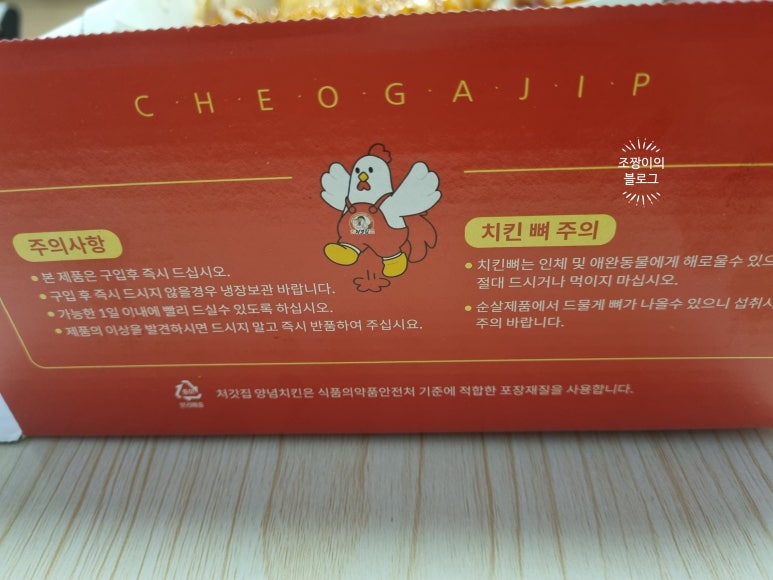 CHEOGAJIP
조짱이의
블로그
주의사항
• 본 제품은 구입후 즉시 드십시오.
• 구입 후 즉시 드시지 않을경우 냉장보관 바랍니다.
• 가능한 1일 이내에 빨리 드실수 있도록 하십시오.
• 제품의 이상을 발견하시면 드시지 말고 즉시 반품하여 주십시요.
치킨 뼈 주의
• 치킨뼈는 인체 및 애완동물에게 해로울수 있으
절대 드시거나 먹이지 마십시오.
• 순살제품에서 드물게 뼈가 나올수 있으니 섭취시
주의 바랍니다.
처갓집 양념치킨은 식품의약품안전처 기준에 적합한 포장재질을 사용합니다.